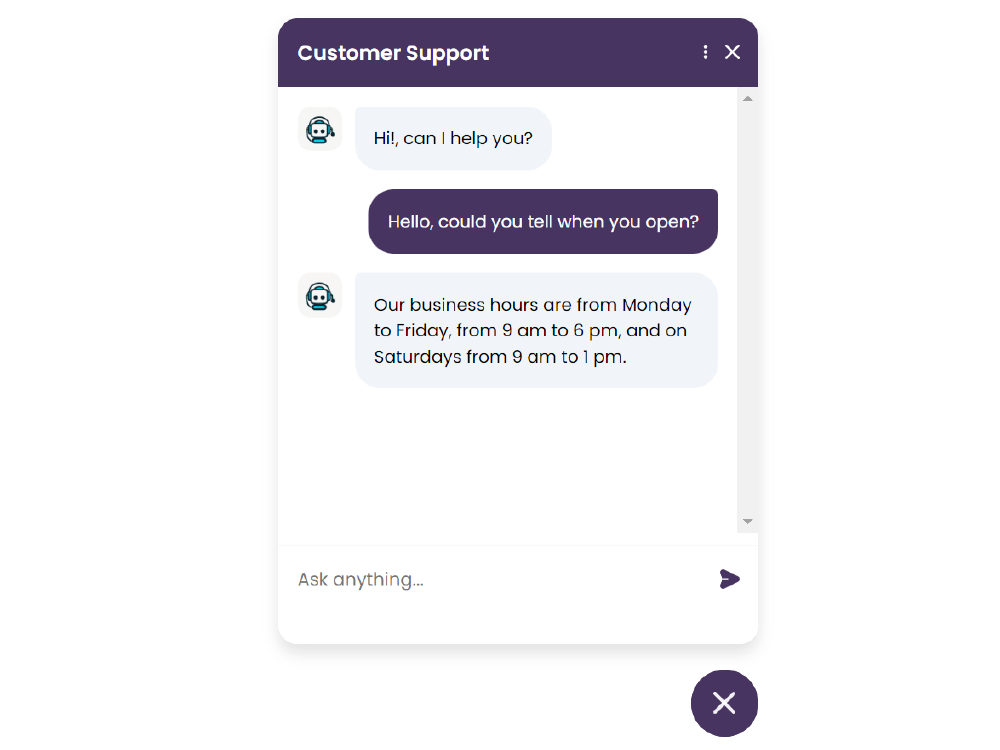 Customer Support
Hi!, can I help you?
Hello, could you tell when you open?
Our business hours are from Monday
to Friday, from 9 am to 6 pm, and on
Saturdays from 9 am to 1 pm.
Ask anything...